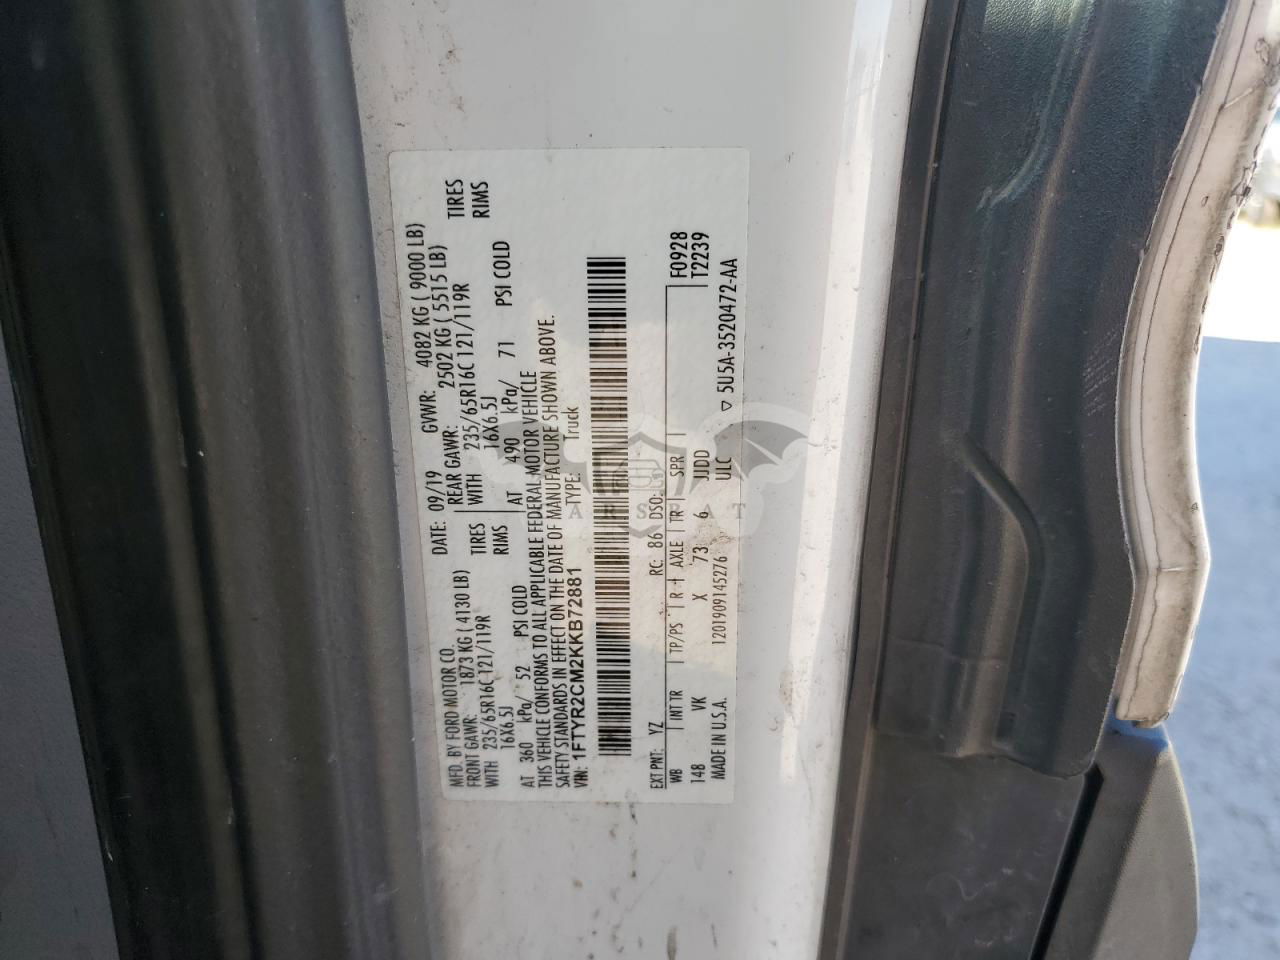 MFD. BY FORD MOTOR CO.
DATE: 09/19 GVWR: 4082 KG ( 9000 LB)
FRONT GAWR: 1873 KG ( 4130 LB)
REAR GAWR: 2502 KG ( 5515 LB)
WITH 235/65R16C 121/119R TIRES
WITH 235/65R16C 121/119R TIRES
16X6.5J RIMS
16X6.5J RIMS
AT 360 kPa/ 52 PSI COLD
AT 490 kPa/ 71 PSI COLD
THIS VEHICLE CONFORMS TO ALL APPLICABLE FEDERAL MOTOR VEHICLE
SAFETY STANDARDS IN EFFECT ON THE DATE OF MANUFACTURE SHOWN ABOVE.
VIN: 1FTYR2CM2KKB72881 TYPE: Truck
EXT PNT: YZ RC: 86 DSO:
F0928
WB INT TR TP/PS R AXLE TR SPR
T2239
148 VK X 73 6 JJDD
MADE IN U.S.A. 1201909145276 ULC ▽ 5U5A-3520472-AA
ARSPAT